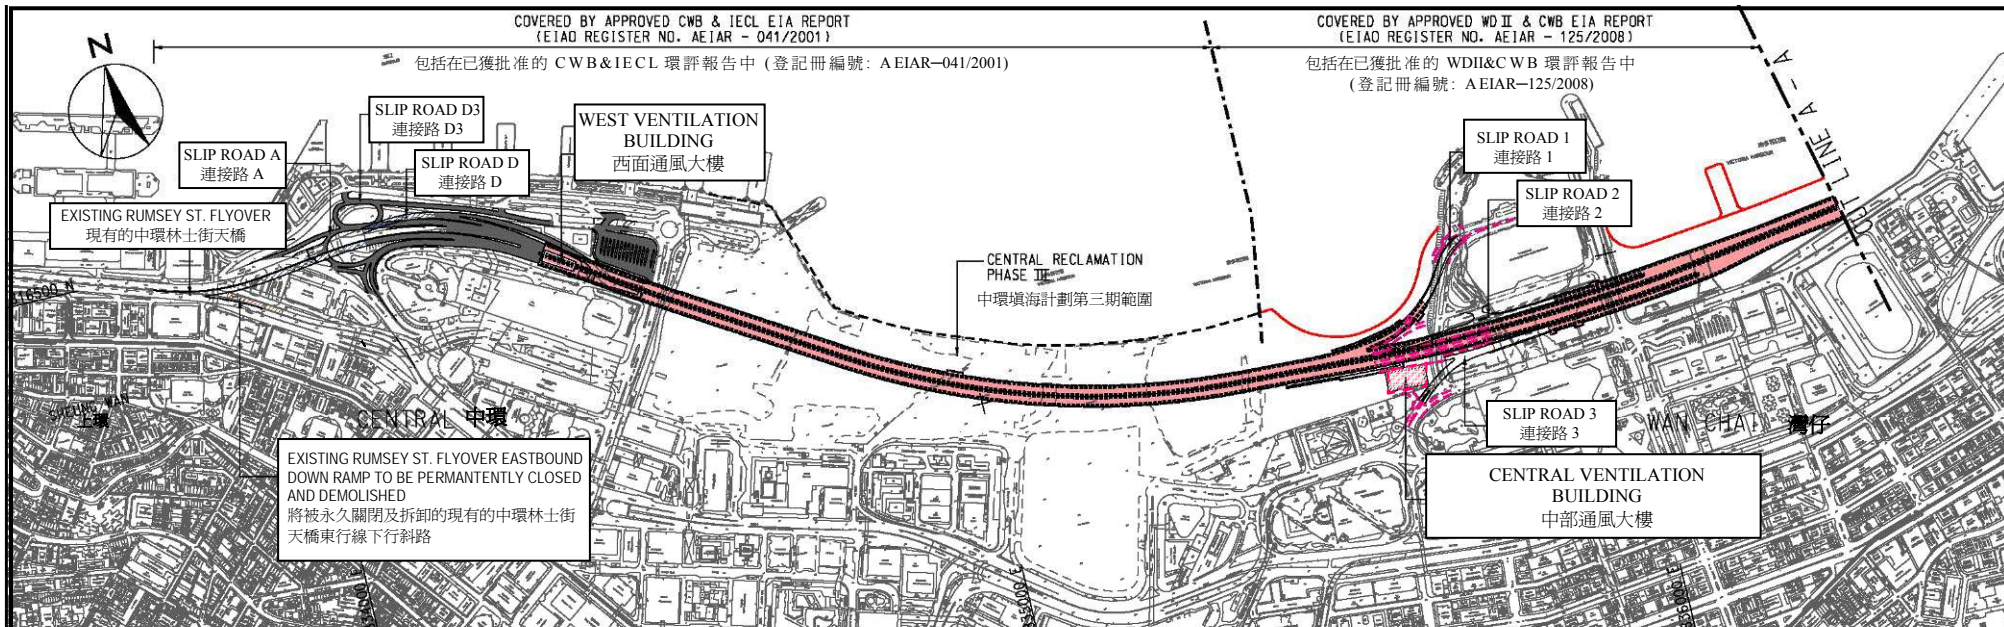 COVERED BY APPROVED CWB & IECL EIA REPORT
(EIAO REGISTER NO. AEIAR - 041/2001)
包括在已獲批准的 CWB&IECL 環評報告中 (登記冊編號: AEIAR─041/2001)
COVERED BY APPROVED WDII & CWB EIA REPORT
(EIAO REGISTER NO. AEIAR - 125/2008)
包括在已獲批准的 WDII&CWB 環評報告中
(登記冊編號: AEIAR─125/2008)
N
SLIP ROAD D3
連接路 D3
SLIP ROAD A
連接路 A
SLIP ROAD D
連接路 D
WEST VENTILATION
BUILDING
西面通風大樓
EXISTING RUMSEY ST. FLYOVER
現有的中環林士街天橋
SLIP ROAD 1
連接路 1
SLIP ROAD 2
連接路 2
LINE A - A
CENTRAL RECLAMATION
PHASE III
中環填海計劃第三期範圍
816500 N
SHEUNG WAN
上環
CENTRAL 中環
SLIP ROAD 3
連接路 3
WAN CHAI 灣仔
EXISTING RUMSEY ST. FLYOVER EASTBOUND
DOWN RAMP TO BE PERMANTENTLY CLOSED
AND DEMOLISHED
將被永久關閉及拆卸的現有的中環林士街
天橋東行線下行斜路
CENTRAL VENTILATION
BUILDING
中部通風大樓